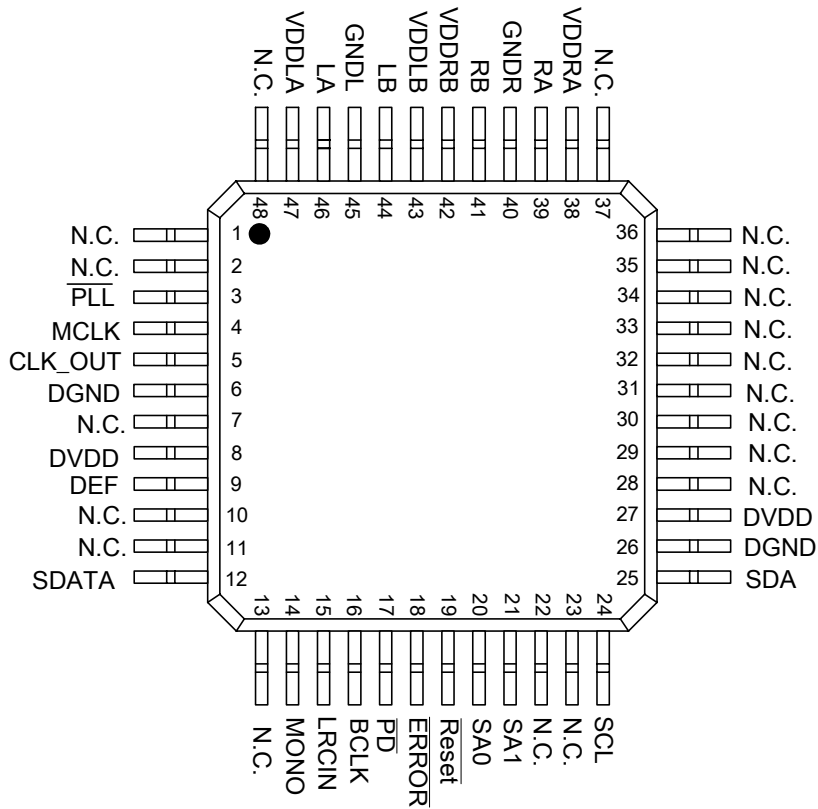 N.C.
VDDLA
LA
GNDL
LB
VDDLB
VDDRB
RB
GNDR
RA
VDDRA
N.C.
48
47
46
45
44
43
42
41
40
39
38
37
N.C. 1
N.C. 2
PLL 3
MCLK 4
CLK_OUT 5
DGND 6
N.C. 7
DVDD 8
DEF 9
N.C. 10
N.C. 11
SDATA 12
36 N.C.
35 N.C.
34 N.C.
33 N.C.
32 N.C.
31 N.C.
30 N.C.
29 N.C.
28 N.C.
27 DVDD
26 DGND
25 SDA
13
14
15
16
17
18
19
20
21
22
23
24
N.C.
MONO
LRCIN
BCLK
PD
ERROR
Reset
SA0
SA1
N.C.
N.C.
SCL